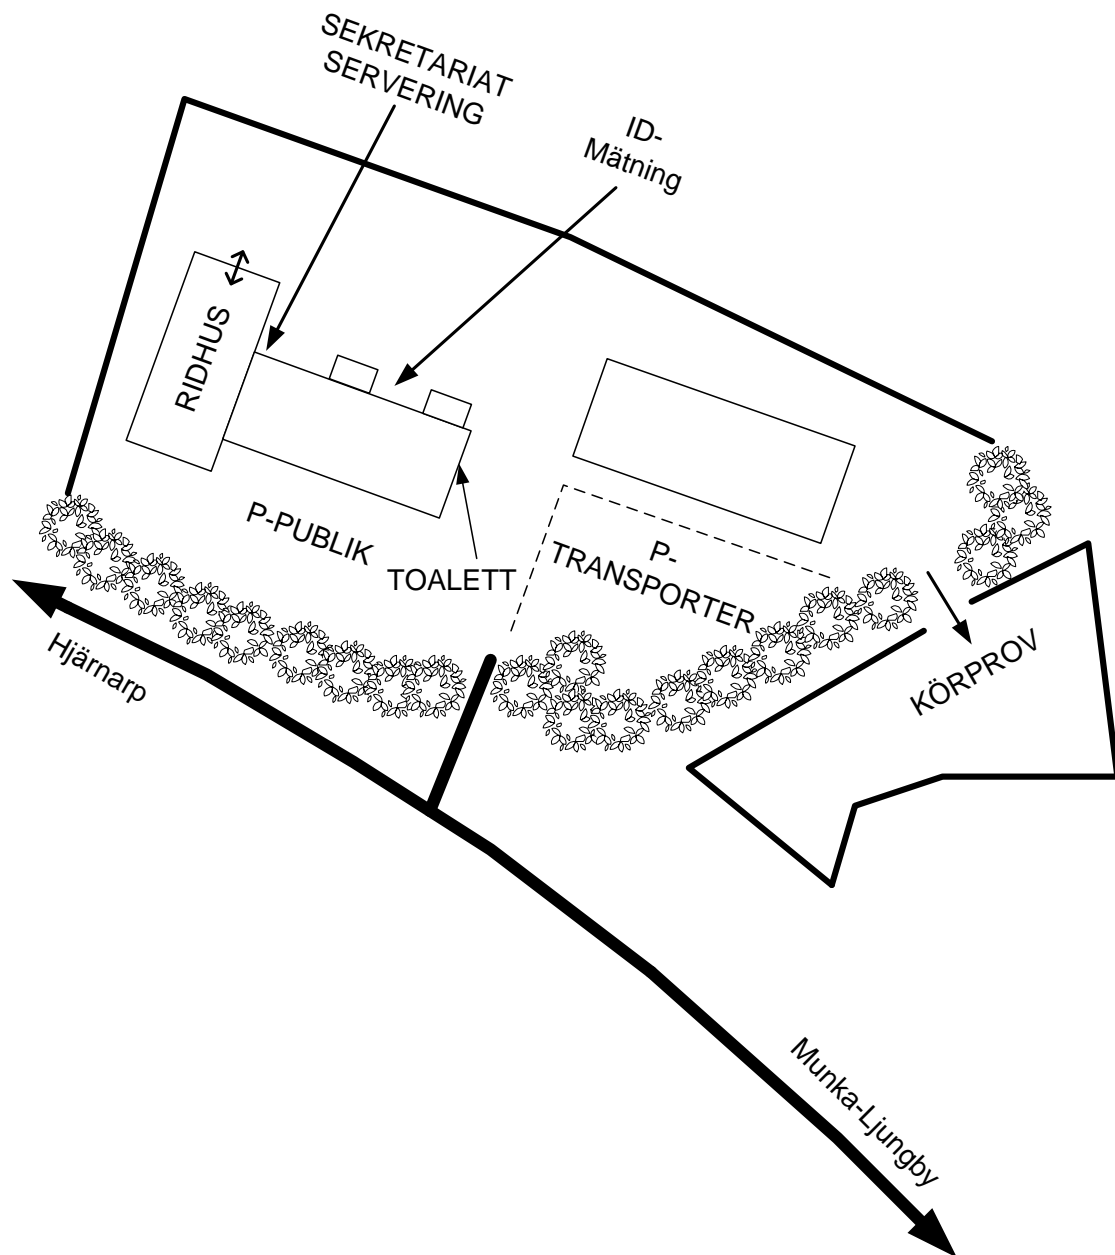 SEKRETARIAT
SERVERING
ID-
Mätning
RIDHUS
P-PUBLIK
TOALETT
P-
TRANSPORTER
KÖRPROV
Hjärnarp
Munka-Ljungby